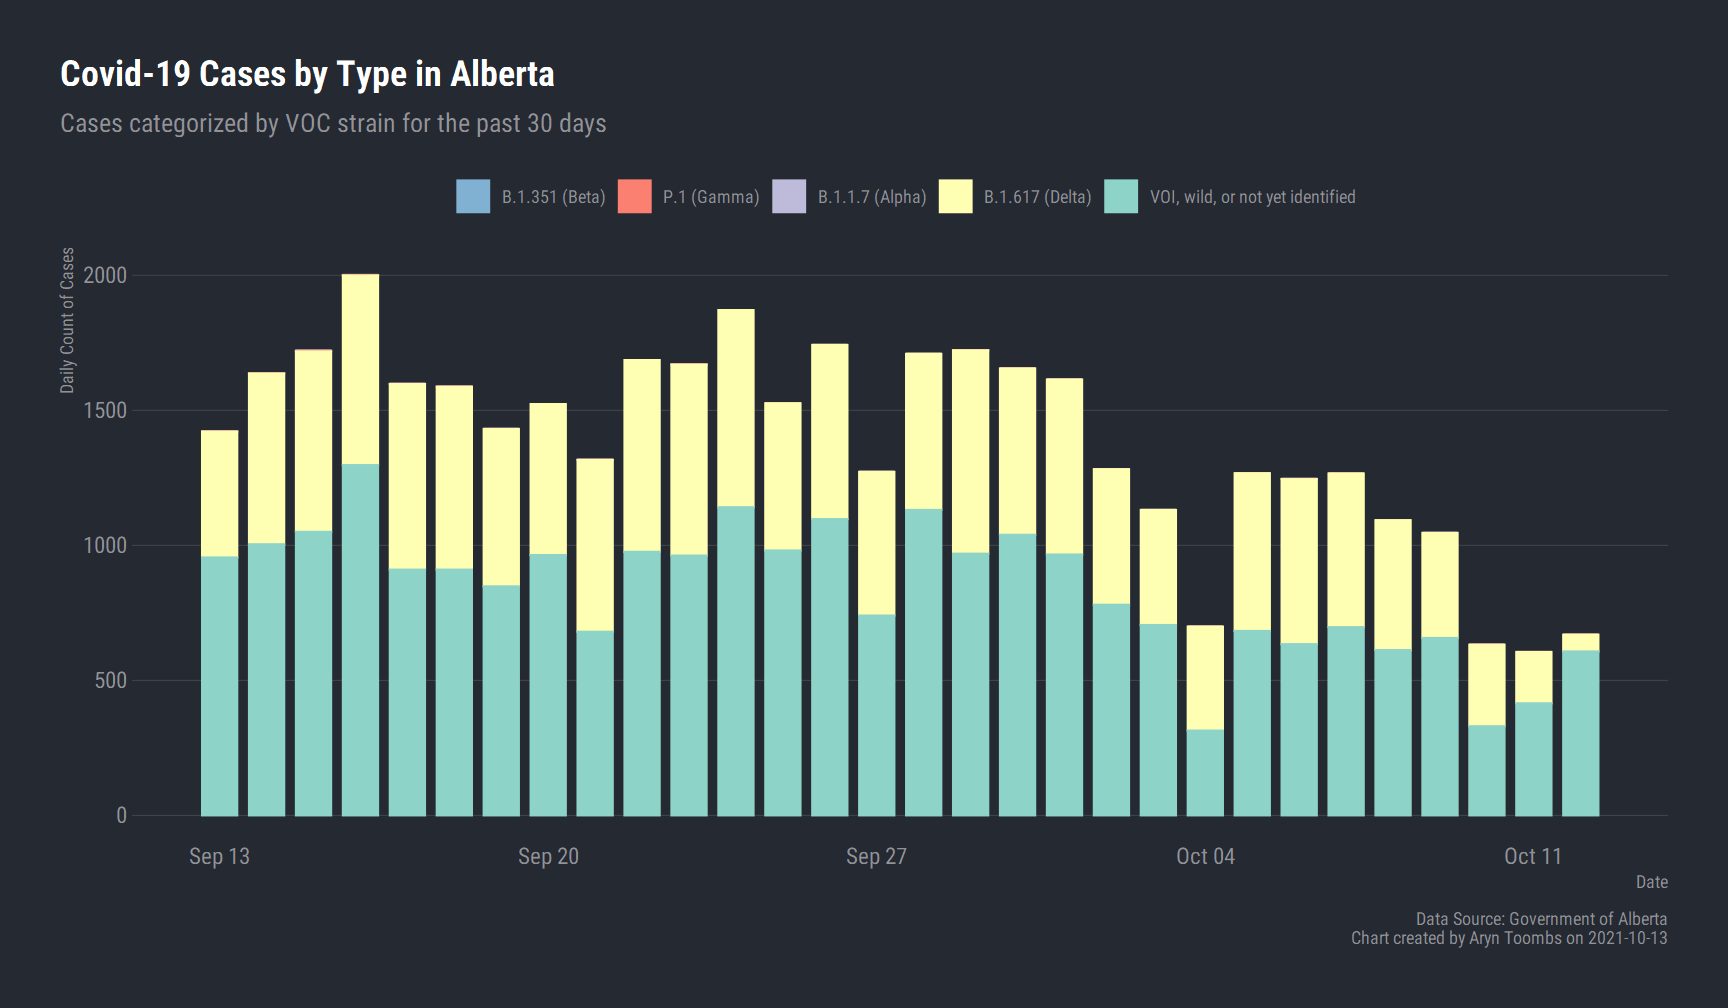 Covid-19 Cases by Type in Alberta
Cases categorized by VOC strain for the past 30 days
B.1.351 (Beta) P.1 (Gamma) B.1.1.7 (Alpha) B.1.617 (Delta) VOI, wild, or not yet identified
Daily Count of Cases
2000
1500
1000
500
0
Sep 13 Sep 20 Sep 27 Oct 04 Oct 11
Date
Data Source: Government of Alberta
Chart created by Aryn Toombs on 2021-10-13